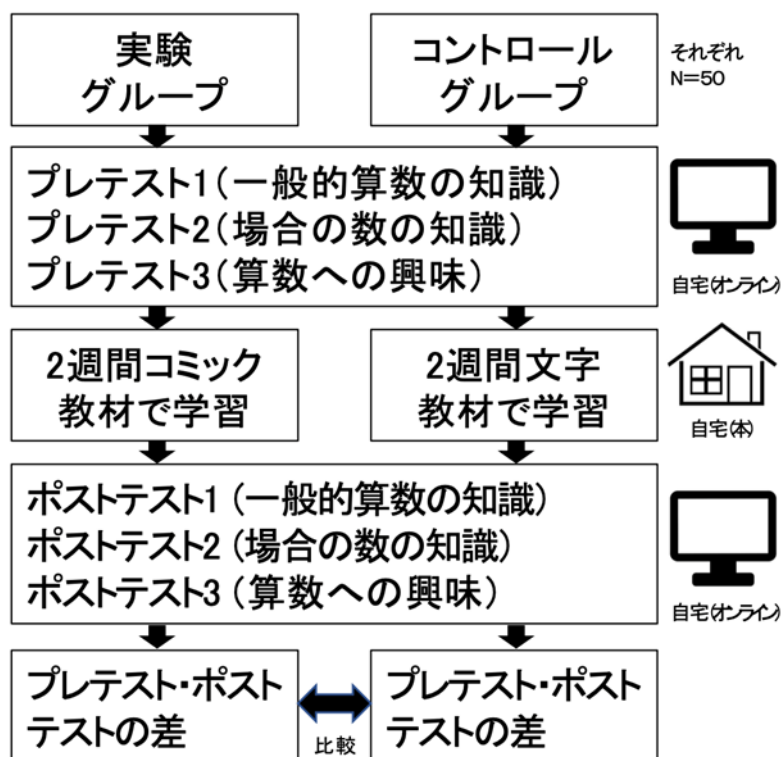 実験
グループ
コントロール
グループ
それぞれ
N=50
プレテスト1(一般的算数の知識)
プレテスト2(場合の数の知識)
プレテスト3(算数への興味)
自宅(オンライン)
2週間コミック
教材で学習
2週間文字
教材で学習
自宅(本)
ポストテスト1 (一般的算数の知識)
ポストテスト2 (場合の数の知識)
ポストテスト3 (算数への興味)
自宅(オンライン)
プレテスト・ポスト
テストの差
比較
プレテスト・ポスト
テストの差